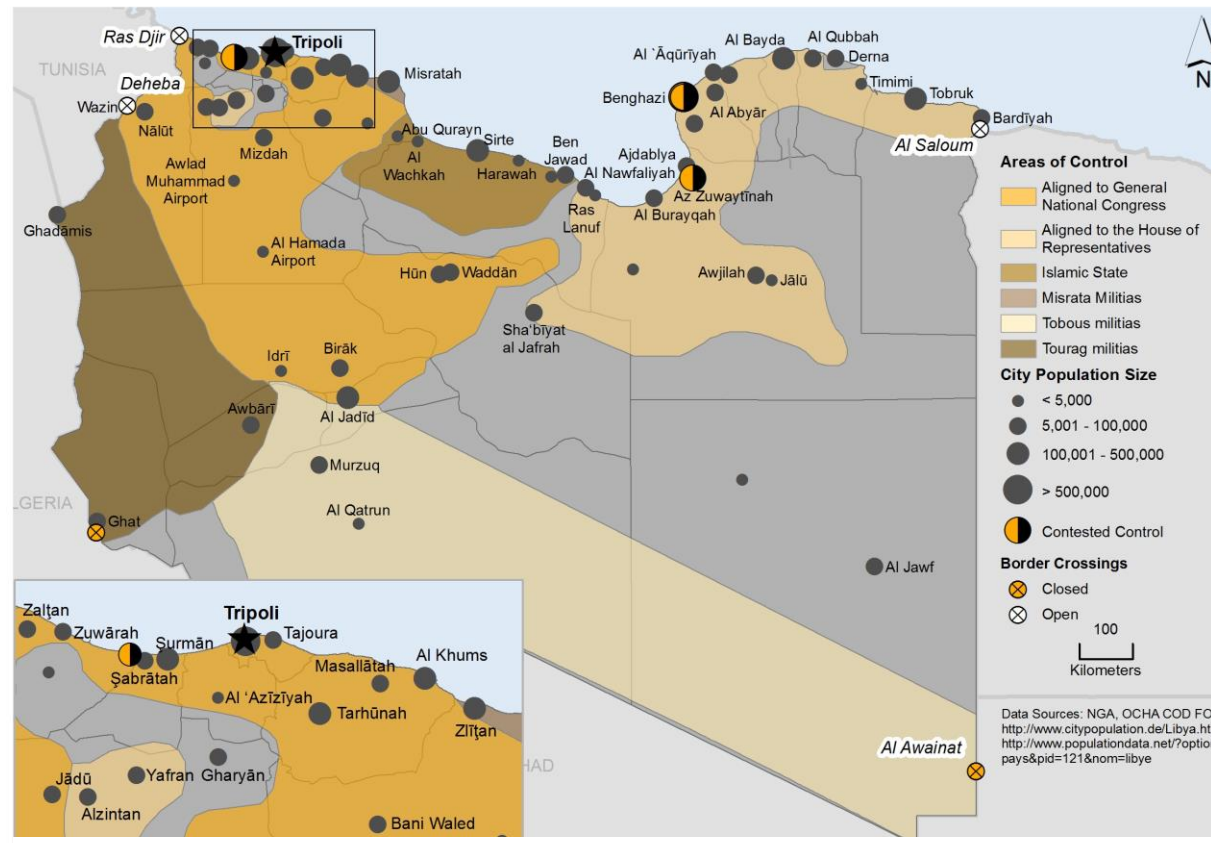 Ras Djir
Tripoli
TUNISIA
Deheba
Misratah
Wazin
Nālūt
Mizdah
Abu Qurayn
Al
Wachkah
Sirte
Harawah
Ben
Jawad
Al Nawfaliyah
Ras
Lanuf
Awlad
Muhammad
Airport
Ghadāmis
Al Hamada
Airport
Hūn
Waddān
Idrī
Birāk
Al Jadīd
Awbārī
Murzuq
Al Qatrun
LGERIA
Ghat
Al `Āqūrīyah
Al Bayda
Al Qubbah
Derna
Timimi
Tobruk
Bardīyah
Al Saloum
Benghazi
Al Abyār
Ajdablya
Az Zuwaytīnah
Al Burayqah
Awjilah
Jālū
Sha‘bīyat
al Jafrah
Al Jawf
Al Awainat
HAD
N
Areas of Control
Aligned to General
National Congress
Aligned to the House of
Representatives
Islamic State
Misrata Militias
Tobous militias
Tourag militias
City Population Size
< 5,000
5,001 - 100,000
100,001 - 500,000
> 500,000
Contested Control
Border Crossings
Closed
Open
100
Kilometers
Data Sources: NGA, OCHA COD FO
http://www.citypopulation.de/Libya.ht
http://www.populationdata.net/?optio
pays&pid=121&nom=libye
Zalţan
Zuwārah
Şurmān
Şabrātah
Tripoli
Tajoura
Masallātah
Al Khums
Al ‘Azīzīyah
Tarhūnah
Zlīţan
Jādū
Yafran
Gharyān
Alzintan
Bani Waled